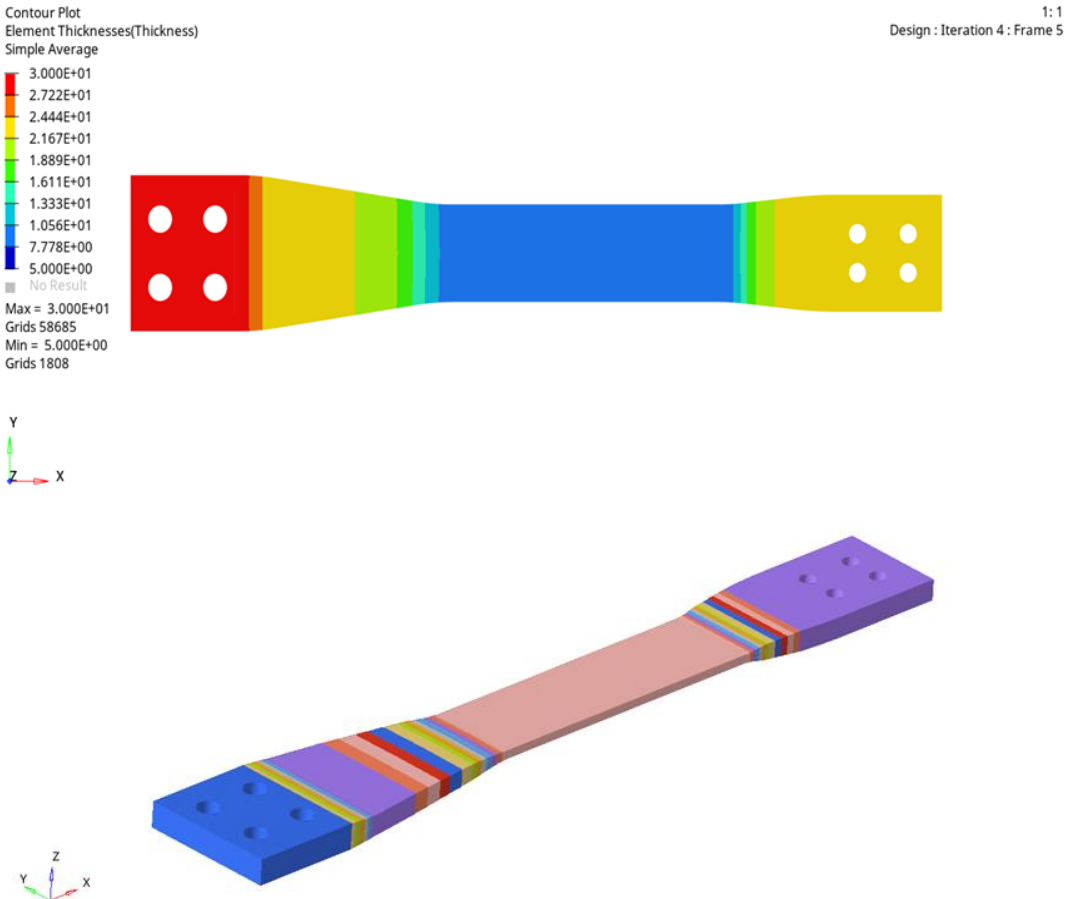 Contour Plot
Element Thicknesses(Thickness)
Simple Average
3.000E+01
2.722E+01
2.444E+01
2.167E+01
1.889E+01
1.611E+01
1.333E+01
1.056E+01
7.778E+00
5.000E+00
No Result
Max = 3.000E+01
Grids 58685
Min = 5.000E+00
Grids 1808
1: 1
Design : Iteration 4 : Frame 5
Y
Z X
Z
Y X